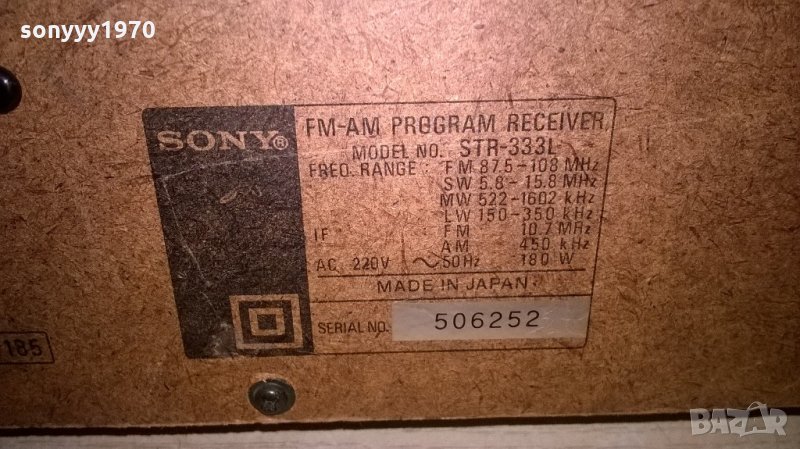 sonyyy1970
SONY®
FM-AM PROGRAM RECEIVER
MODEL NO. STR-333L
FREQ. RANGE : FM 87.5-108 MHz
SW 5.8-15.8 MHz
MW 522-1602 kHz
LW 150-350 kHz
IF : FM 10.7 MHz
AM 450 kHz
AC 220V ~ 50Hz 180 W
MADE IN JAPAN
SERIAL NO. 506252
185
BAZAR